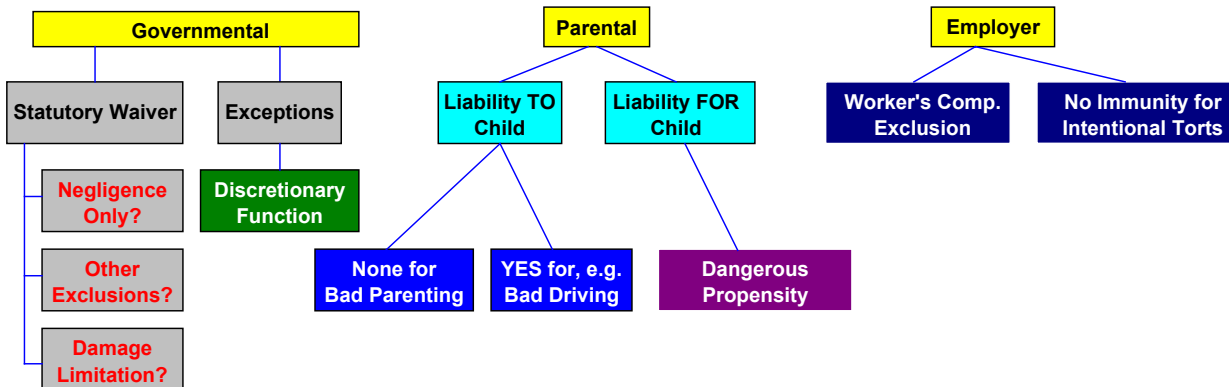 Governmental
Parental
Employer
Statutory Waiver
Exceptions
Liability TO
Child
Liability FOR
Child
Worker's Comp.
Exclusion
No Immunity for
Intentional Torts
Negligence
Only?
Discretionary
Function
Other
Exclusions?
None for
Bad Parenting
YES for, e.g.
Bad Driving
Dangerous
Propensity
Damage
Limitation?